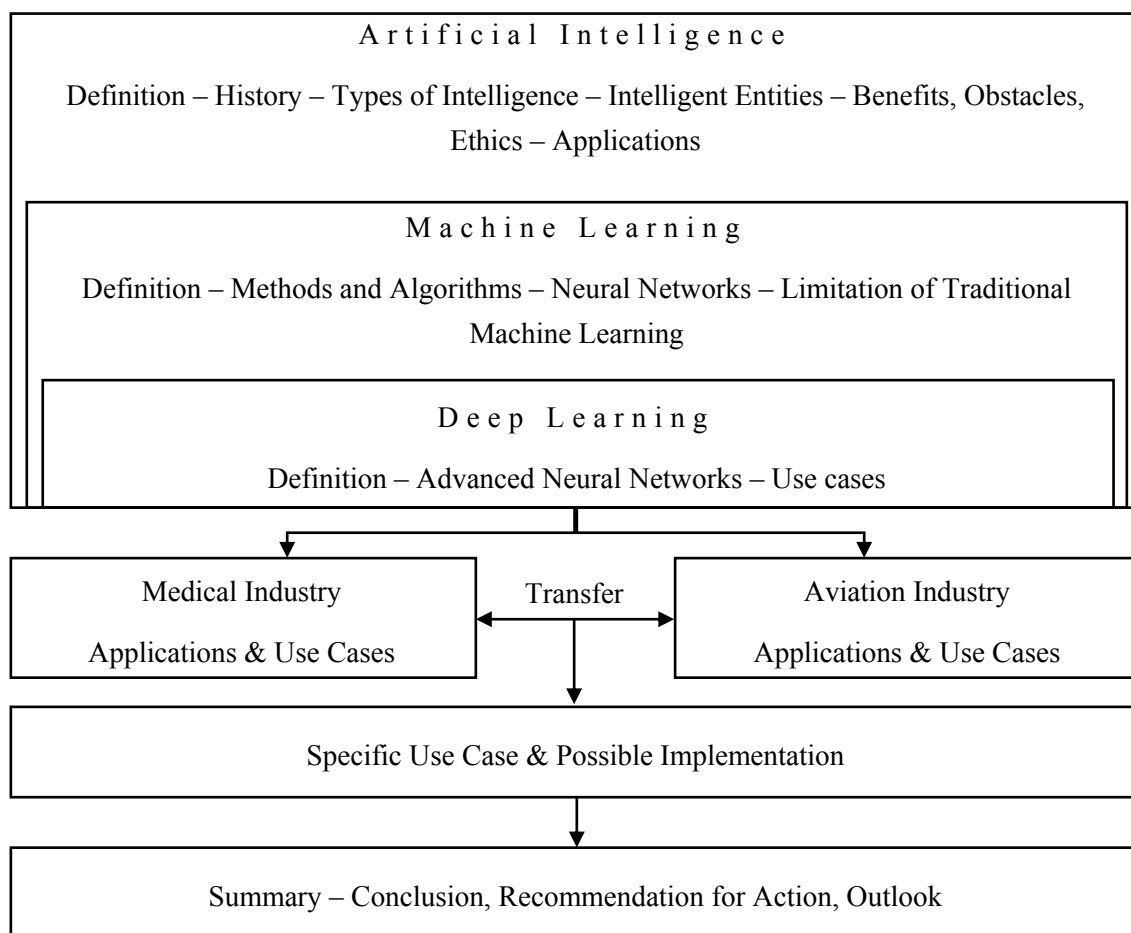 Artificial Intelligence
Definition – History – Types of Intelligence – Intelligent Entities – Benefits, Obstacles,
Ethics – Applications
Machine Learning
Definition – Methods and Algorithms – Neural Networks – Limitation of Traditional
Machine Learning
Deep Learning
Definition – Advanced Neural Networks – Use cases
Medical Industry
Applications & Use Cases
Transfer
Aviation Industry
Applications & Use Cases
Specific Use Case & Possible Implementation
Summary – Conclusion, Recommendation for Action, Outlook